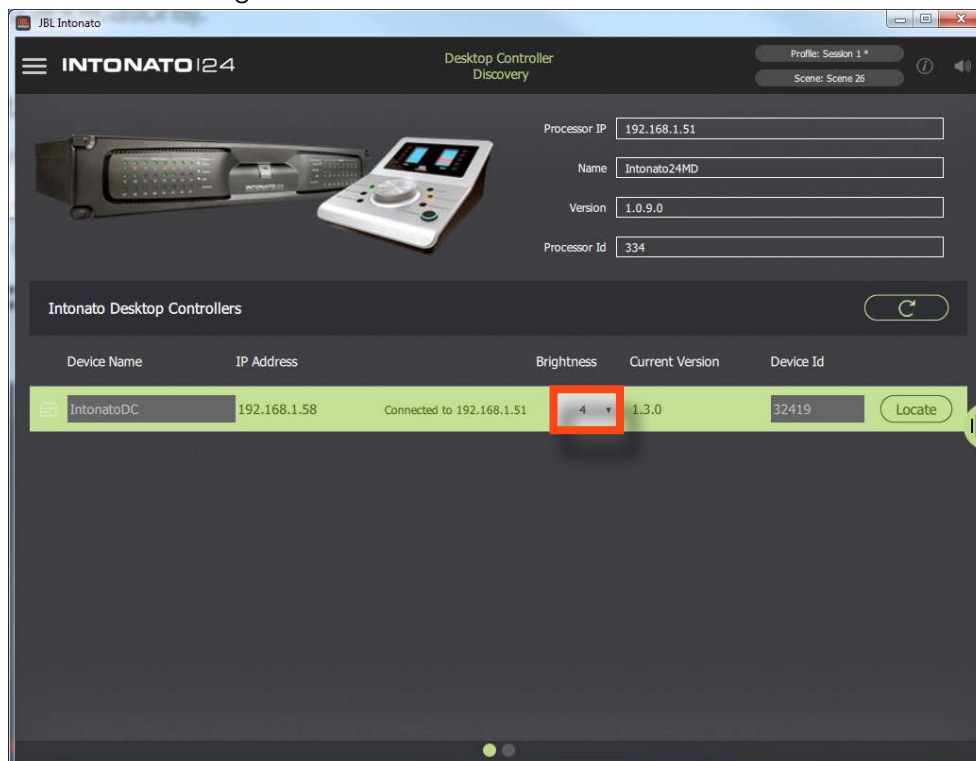 JBL Intonato
INTONATO|24
Desktop Controller
Discovery
Profile: Session 1 *
Scene: Scene 26
Processor IP 192.168.1.51
Name Intonato24MD
Version 1.0.9.0
Processor Id 334
Intonato Desktop Controllers
Device Name IP Address Brightness Current Version Device Id
IntonatoDC 192.168.1.58 Connected to 192.168.1.51 4 1.3.0 32419 Locate